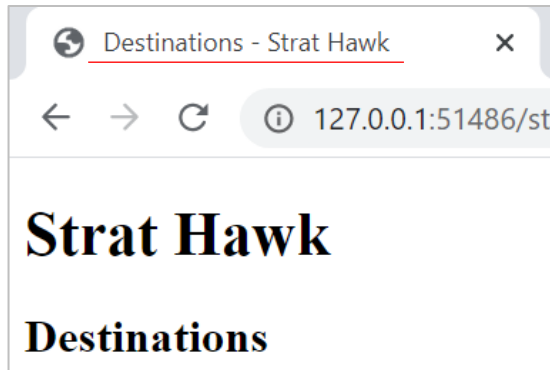 Destinations - Strat Hawk
127.0.0.1:51486/st
Strat Hawk
Destinations